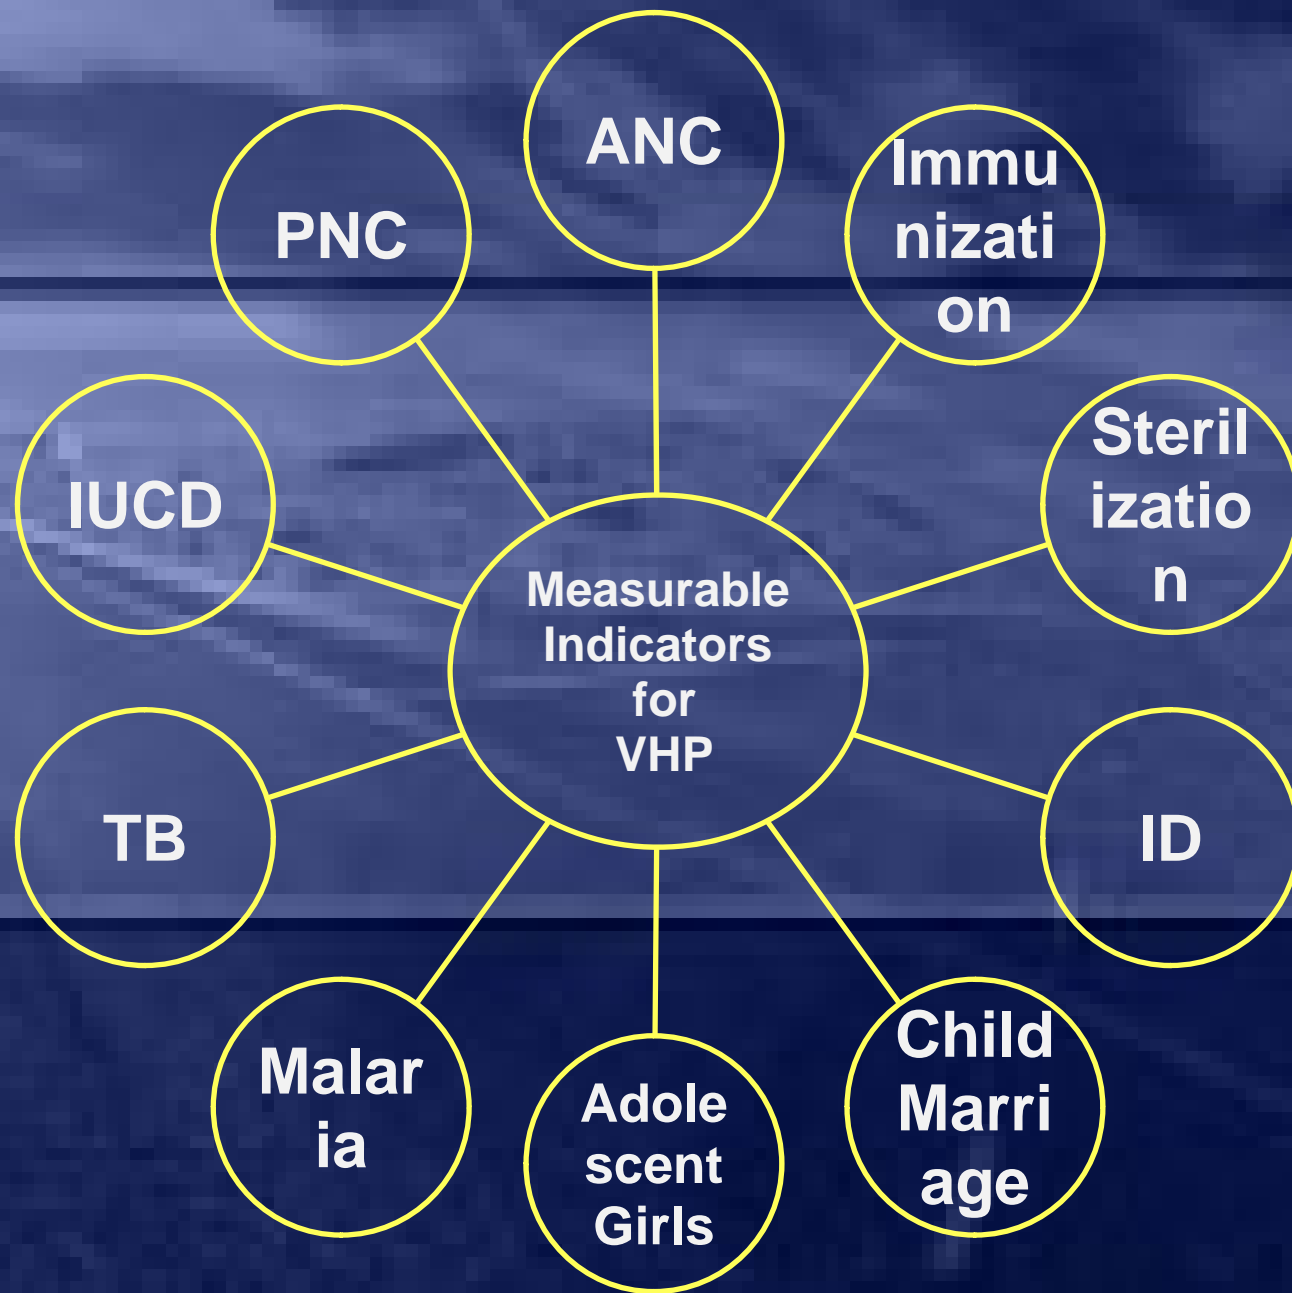 ANC
PNC
Immu
nizati
on
IUCD
Steril
izatio
n
Measurable
Indicators
for
VHP
TB
ID
Malar
ia
Adole
scent
Girls
Child
Marri
age